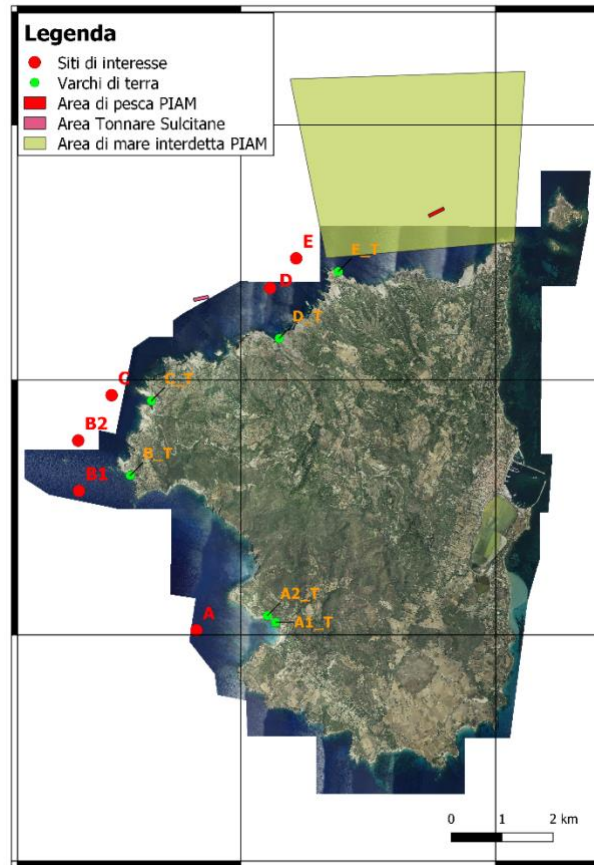 Legenda
Siti di interesse
Varchi di terra
Area di pesca PIAM
Area Tonnare Sulcitane
Area di mare interdetta PIAM
E
E_T
D
D_T
C
C_T
B2
B_T
B1
A2_T
A
A1_T
0 1 2 km